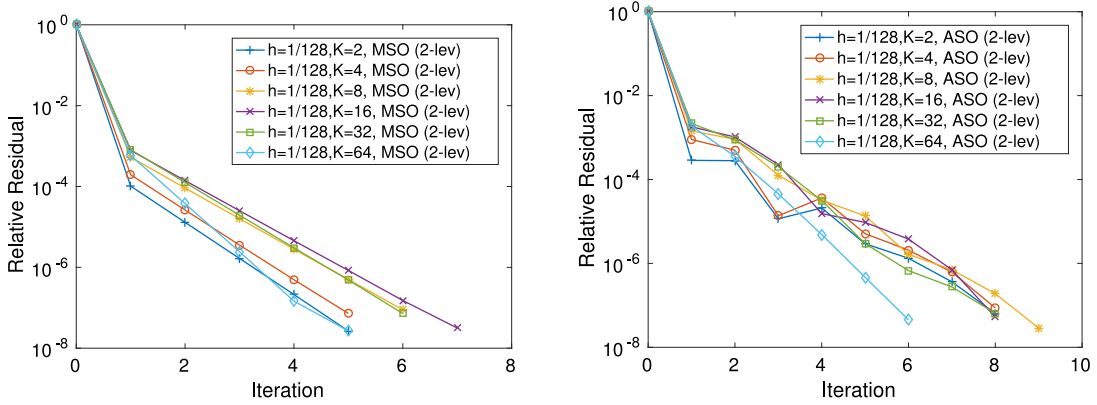 Relative Residual
10^0
10^-2
10^-4
10^-6
10^-8
0
2
4
6
8
Iteration
h=1/128,K=2, MSO (2-lev)
h=1/128,K=4, MSO (2-lev)
h=1/128,K=8, MSO (2-lev)
h=1/128,K=16, MSO (2-lev)
h=1/128,K=32, MSO (2-lev)
h=1/128,K=64, MSO (2-lev)
Relative Residual
10^0
10^-2
10^-4
10^-6
10^-8
0
2
4
6
8
10
Iteration
h=1/128,K=2, ASO (2-lev)
h=1/128,K=4, ASO (2-lev)
h=1/128,K=8, ASO (2-lev)
h=1/128,K=16, ASO (2-lev)
h=1/128,K=32, ASO (2-lev)
h=1/128,K=64, ASO (2-lev)